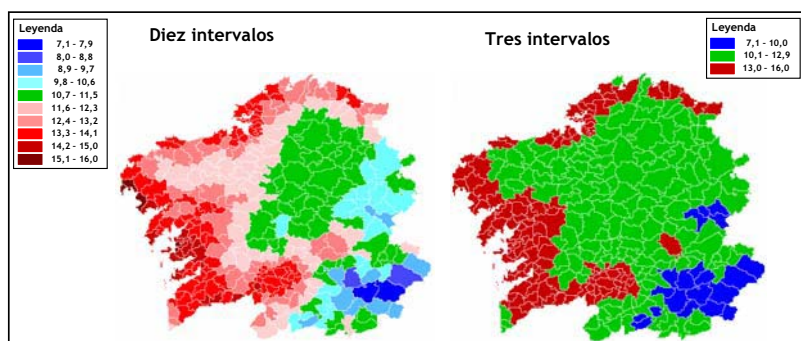 Leyenda
7,1 - 7,9
8,0 - 8,8
8,9 - 9,7
9,8 - 10,6
10,7 - 11,5
11,6 - 12,3
12,4 - 13,2
13,3 - 14,1
14,2 - 15,0
15,1 - 16,0
Diez intervalos
Tres intervalos
Leyenda
7,1 - 10,0
10,1 - 12,9
13,0 - 16,0